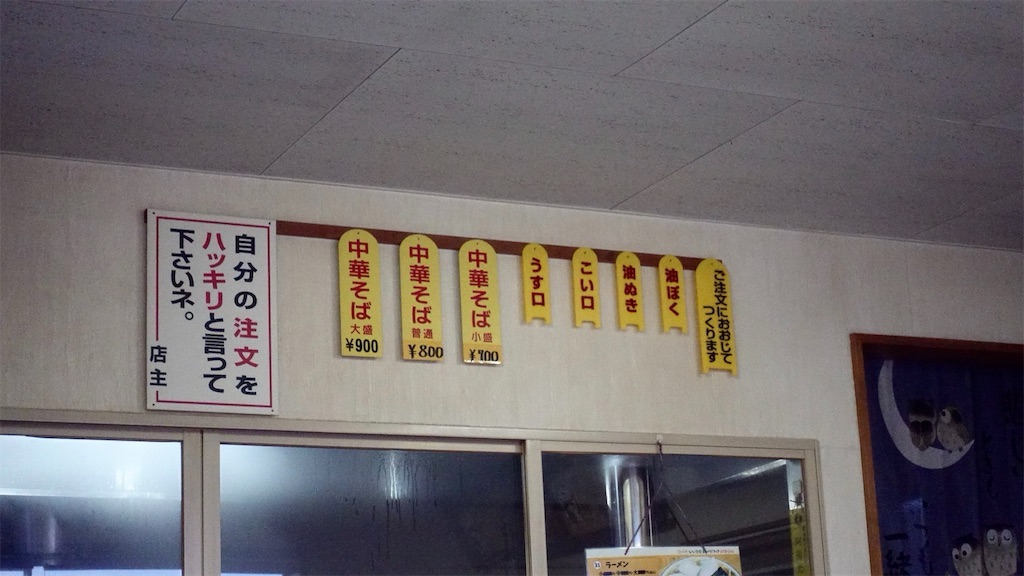 自分の注文を
ハッキリと言って
下さいネ。
店主
中華そば
大盛
¥900
中華そば
普通
¥800
中華そば
小盛
¥700
うす口
こい口
油ぬき
油ぼく
ご注文におおじて
つくります
ラーメン